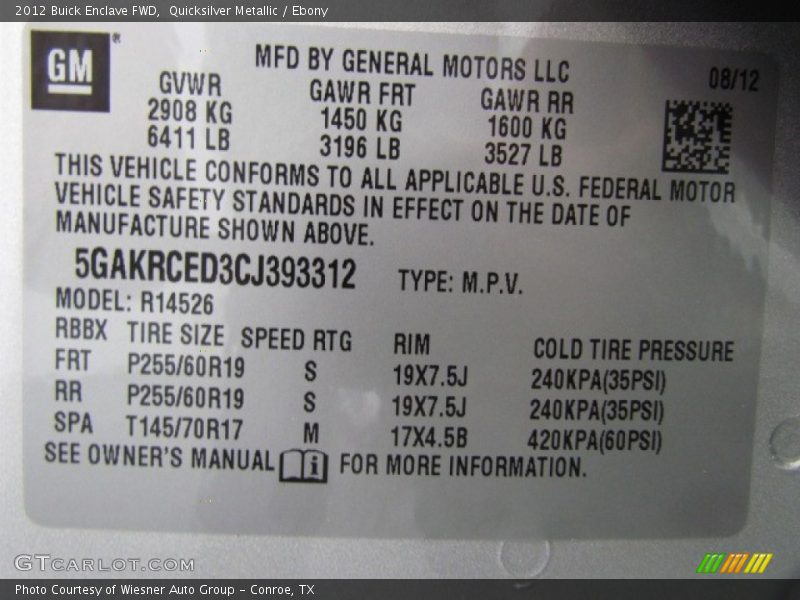 2012 Buick Enclave FWD,  Quicksilver Metallic / Ebony
GM®
MFD BY GENERAL MOTORS LLC
08/12
GVWR GAWR FRT GAWR RR
2908 KG 1450 KG 1600 KG
6411 LB 3196 LB 3527 LB
THIS VEHICLE CONFORMS TO ALL APPLICABLE U.S. FEDERAL MOTOR
VEHICLE SAFETY STANDARDS IN EFFECT ON THE DATE OF
MANUFACTURE SHOWN ABOVE.
5GAKRCED3CJ393312 TYPE: M.P.V.
MODEL: R14526
RBBX TIRE SIZE SPEED RTG RIM COLD TIRE PRESSURE
FRT P255/60R19 S 19X7.5J 240KPA(35PSI)
RR P255/60R19 S 19X7.5J 240KPA(35PSI)
SPA T145/70R17 M 17X4.5B 420KPA(60PSI)
SEE OWNER'S MANUAL i FOR MORE INFORMATION.
GTCARLOT.COM
Photo Courtesy of Wiesner Auto Group – Conroe, TX